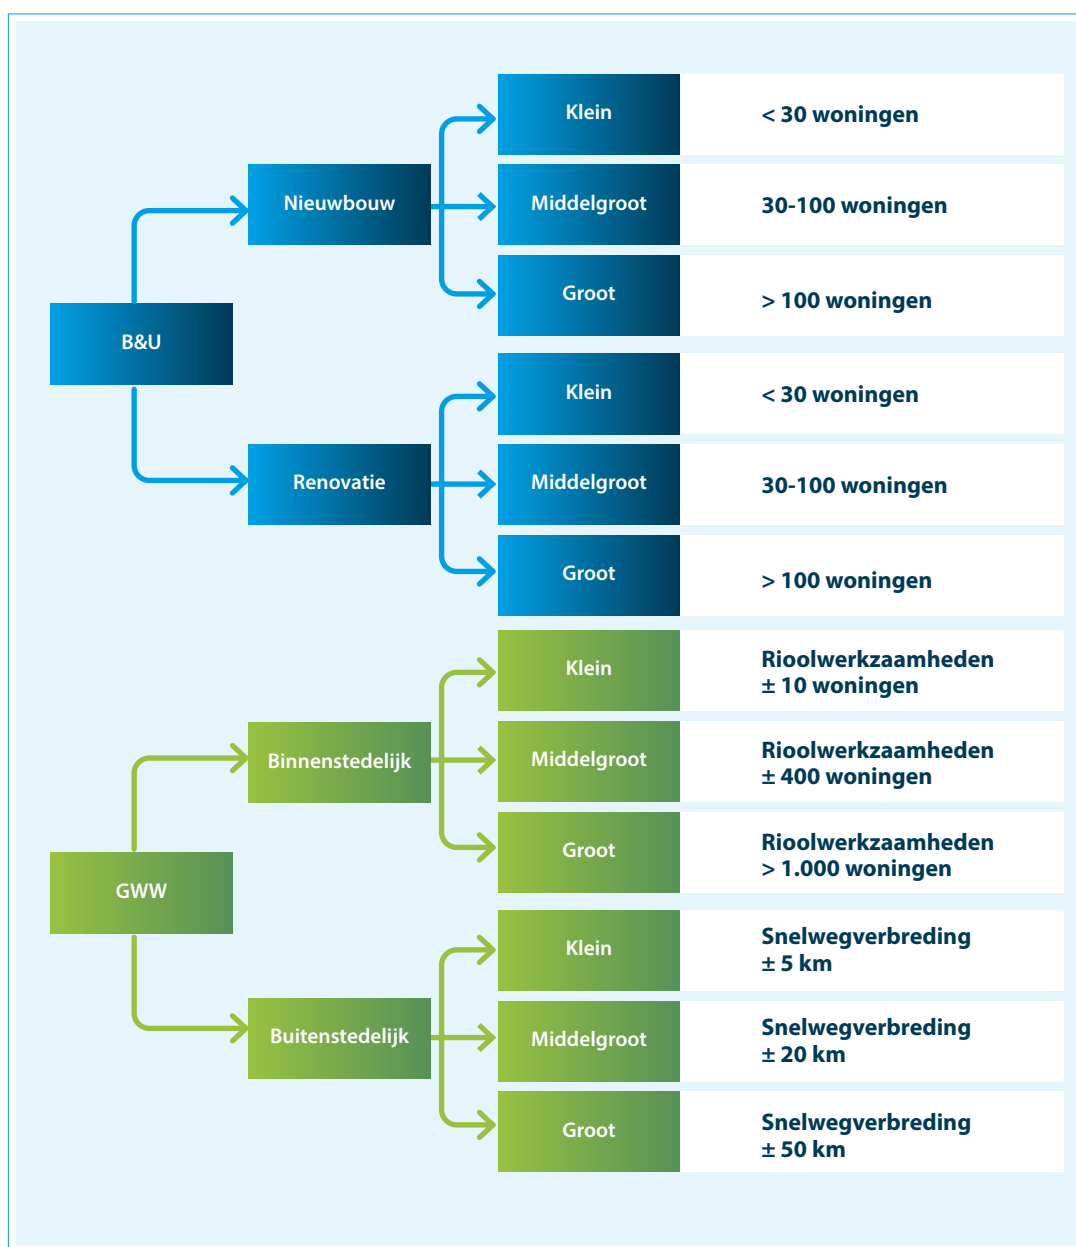 B&U
Nieuwbouw
Klein
< 30 woningen
Middelgroot
30-100 woningen
Groot
> 100 woningen
Renovatie
Klein
< 30 woningen
Middelgroot
30-100 woningen
Groot
> 100 woningen
GWW
Binnenstedelijk
Klein
Rioolwerkzaamheden
± 10 woningen
Middelgroot
Rioolwerkzaamheden
± 400 woningen
Groot
Rioolwerkzaamheden
> 1.000 woningen
Buitenstedelijk
Klein
Snelwegverbreding
± 5 km
Middelgroot
Snelwegverbreding
± 20 km
Groot
Snelwegverbreding
± 50 km